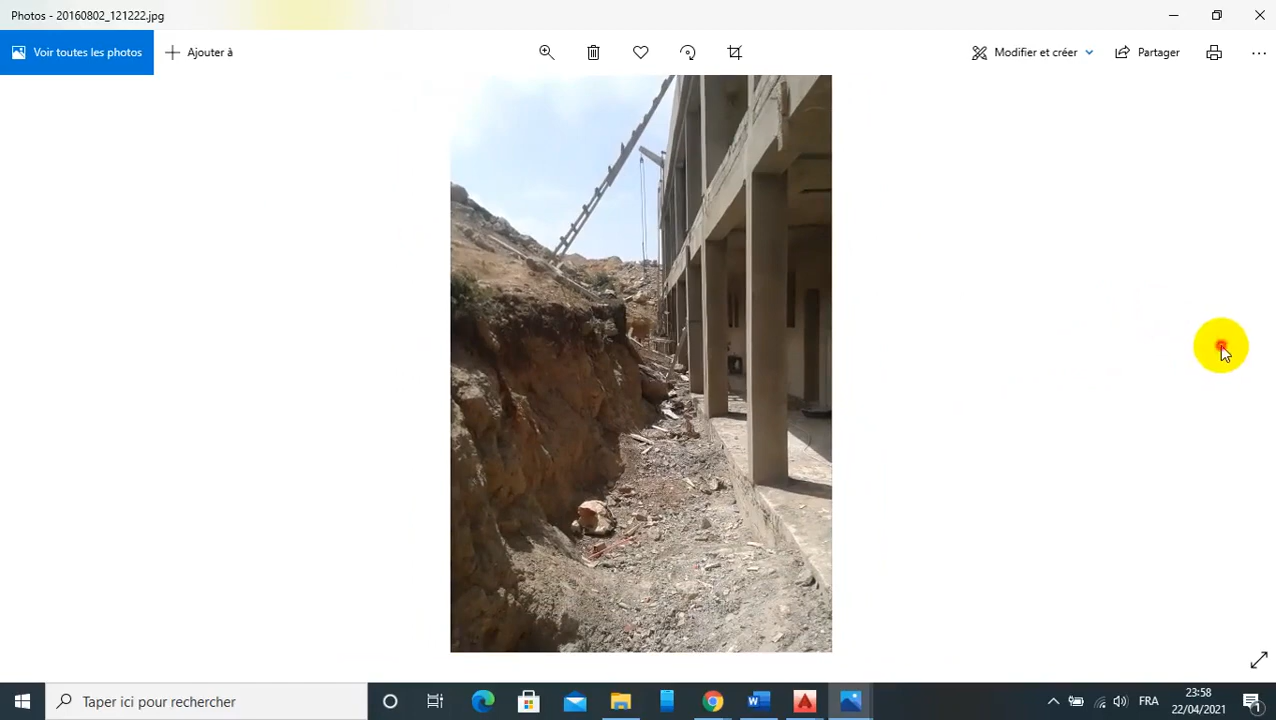 Photos - 20160802_121222.jpg
Voir toutes les photos
Ajouter à
Modifier et créer
Partager
Taper ici pour rechercher
FRA
23:58
22/04/2021
1